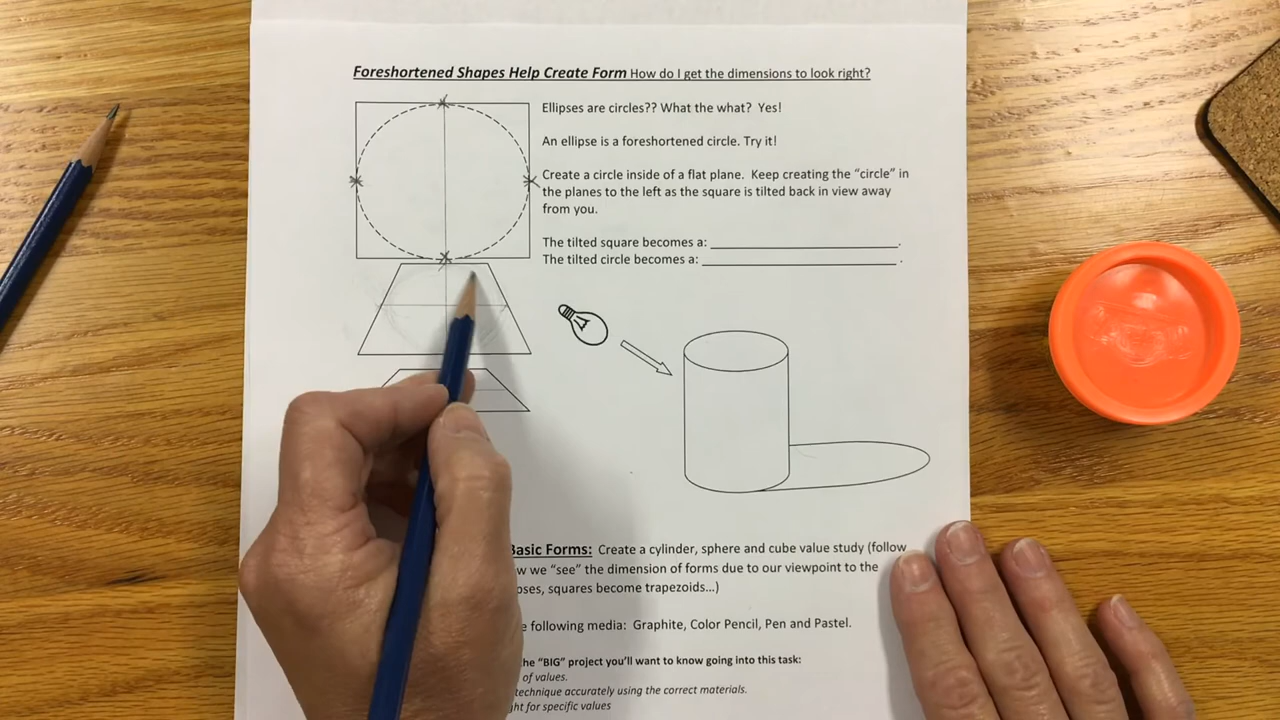 Foreshortened Shapes Help Create Form How do I get the dimensions to look right?
Ellipses are circles?? What the what? Yes!
An ellipse is a foreshortened circle. Try it!
Create a circle inside of a flat plane. Keep creating the “circle” in
the planes to the left as the square is tilted back in view away
from you.
The tilted square becomes a: ______________________________.
The tilted circle becomes a: ______________________________.
Basic Forms: Create a cylinder, sphere and cube value study (follow
we “see” the dimension of forms due to our viewpoint to the
squares become trapezoids...)
following media: Graphite, Color Pencil, Pen and Pastel.
“BIG” project you’ll want to know going into this task:
of values.
technique accurately using the correct materials.
for specific values